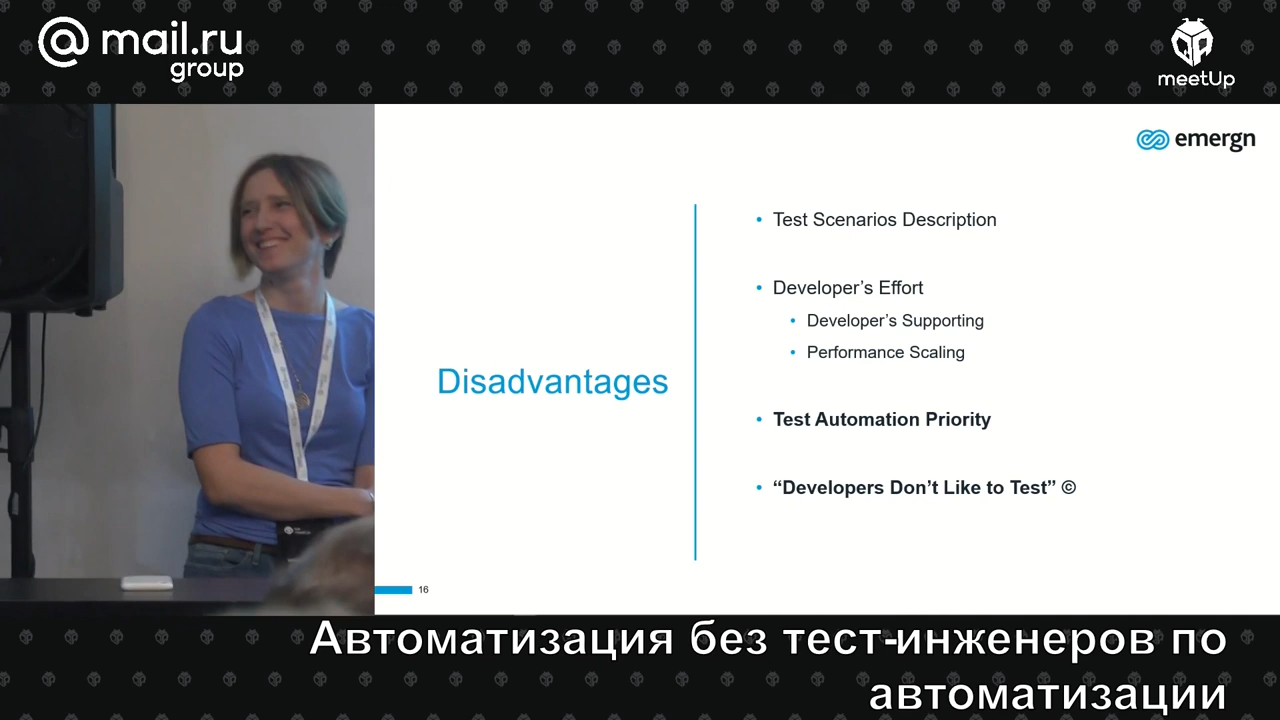 @mail.ru
group
meetUp
emergn
Test Scenarios Description
Developer’s Effort
Developer’s Supporting
Performance Scaling
Disadvantages
Test Automation Priority
“Developers Don’t Like to Test” ©
16
Автоматизация без тест-инженеров по
автоматизации